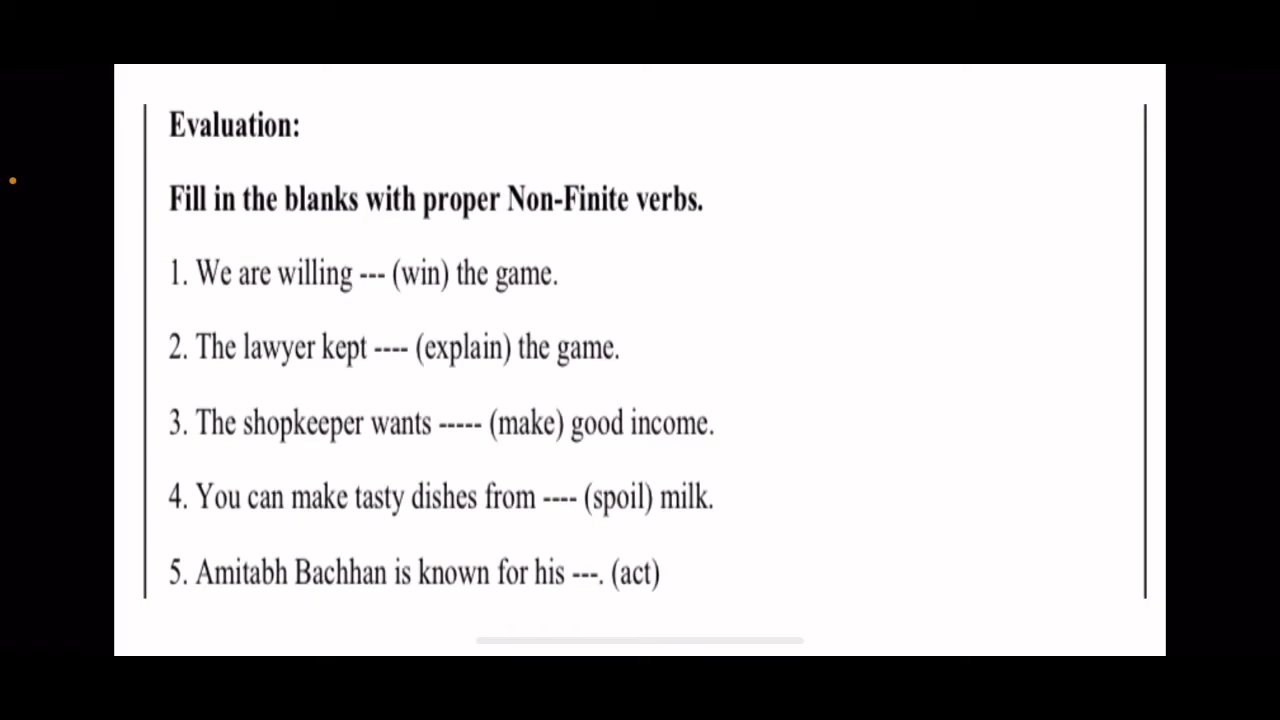 Evaluation:
Fill in the blanks with proper Non-Finite verbs.
1. We are willing --- (win) the game.
2. The lawyer kept ---- (explain) the game.
3. The shopkeeper wants ----- (make) good income.
4. You can make tasty dishes from ---- (spoil) milk.
5. Amitabh Bachhan is known for his ---. (act)